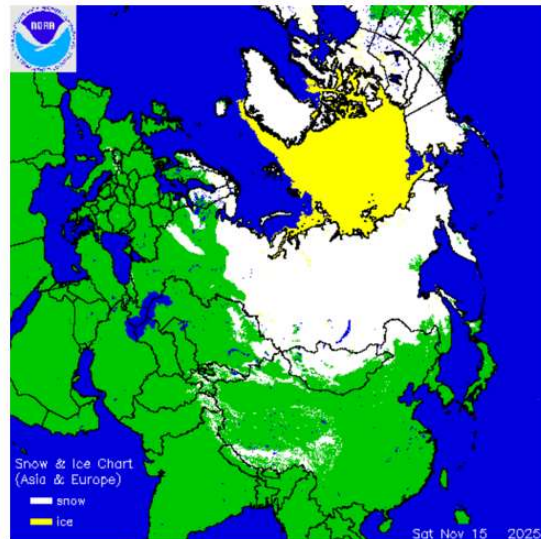 NOAA
Snow & Ice Chart
(Asia & Europe)
snow
ice
Sat Nov 15 2025